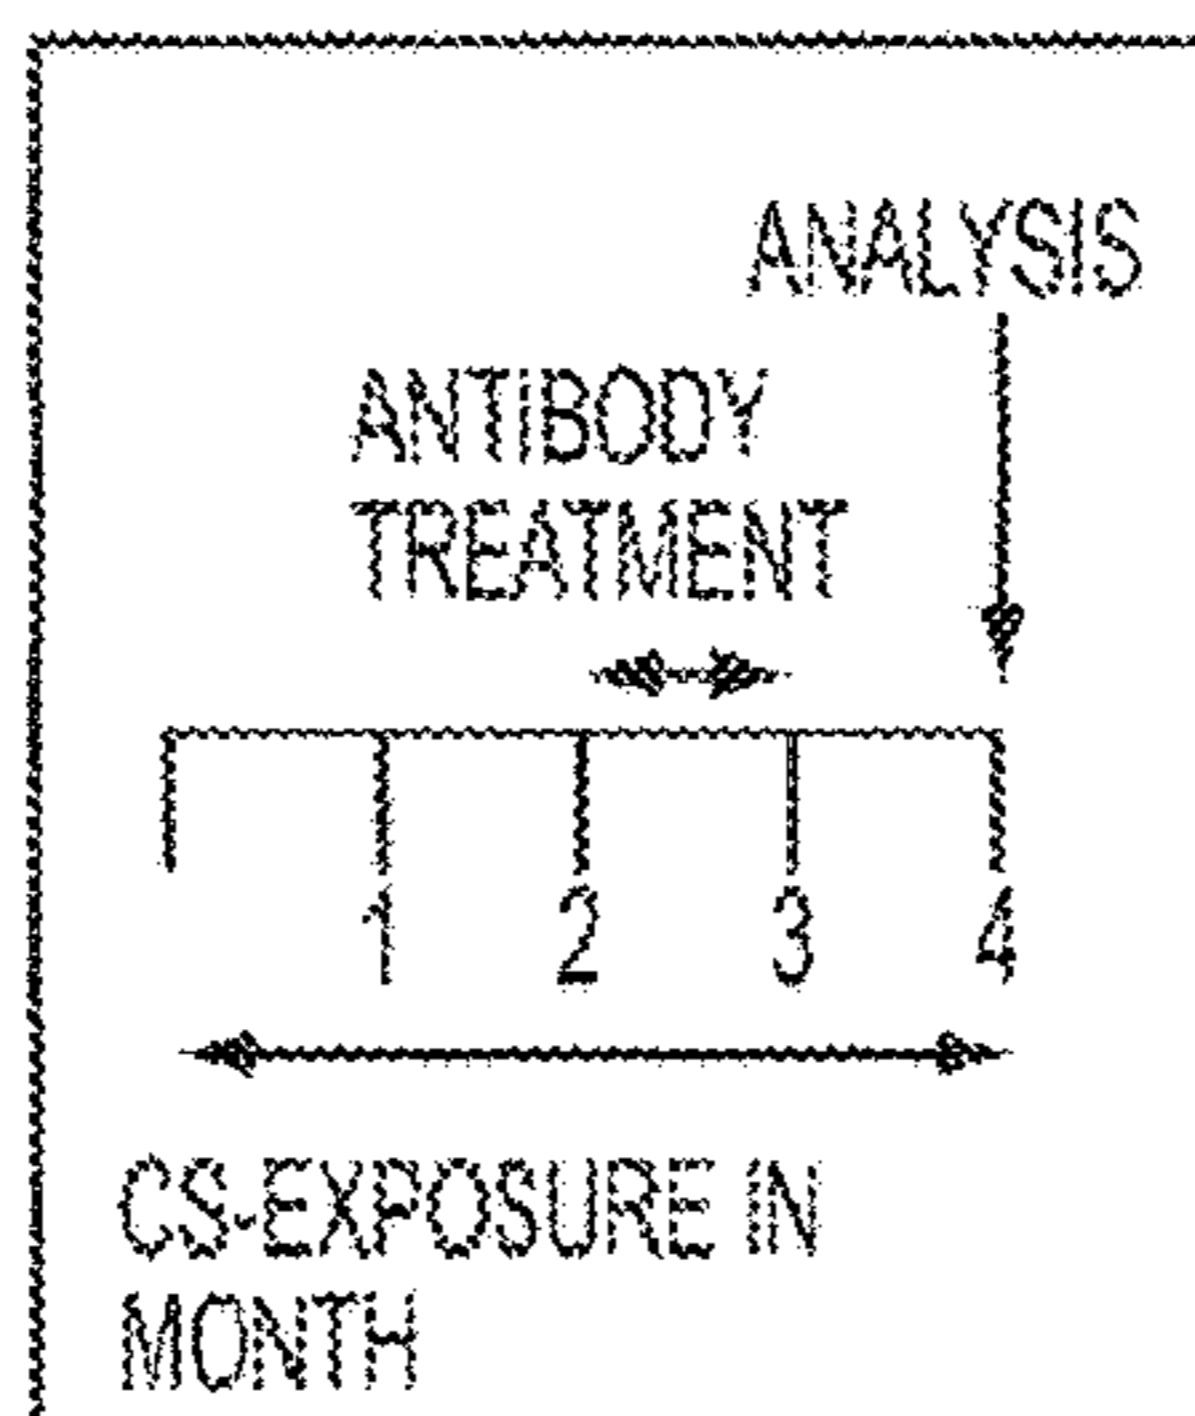 ANALYSIS
ANTIBODY
TREATMENT
1 2 3 4
CS-EXPOSURE IN
MONTH